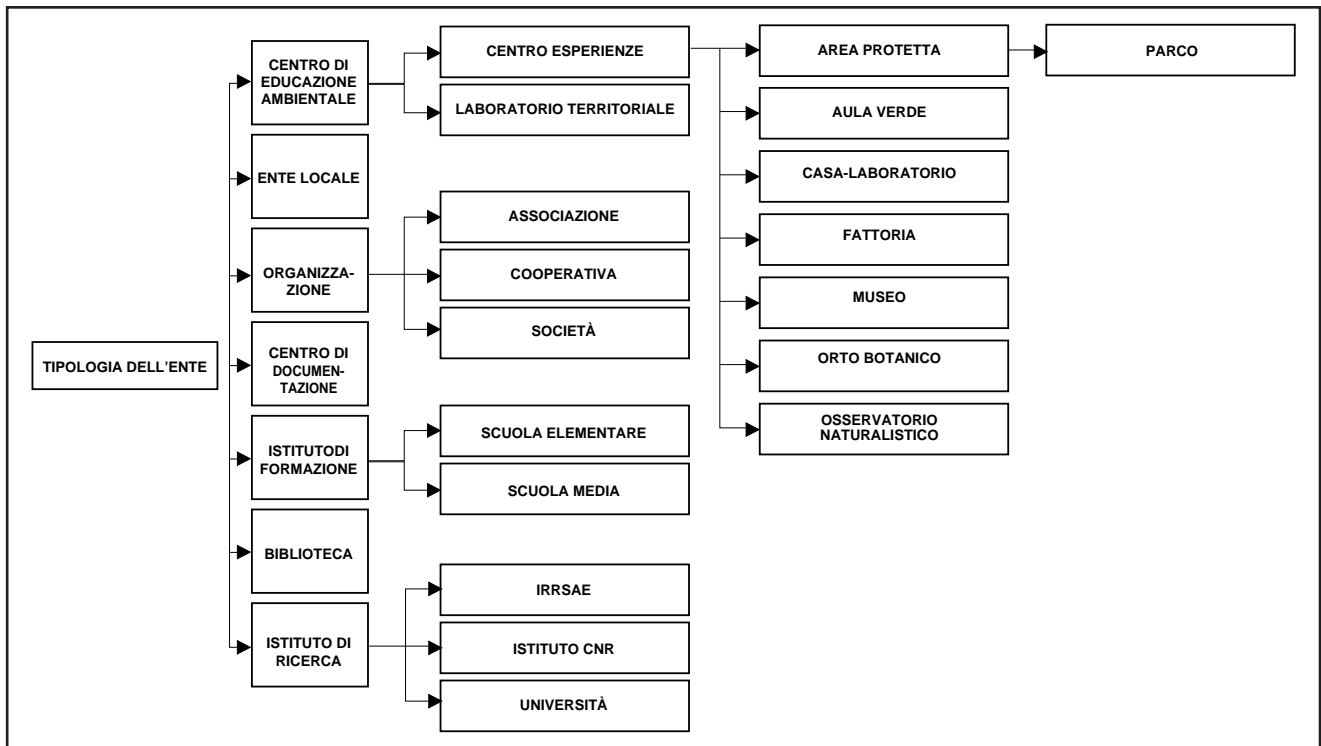 TIPOLOGIA DELL'ENTE
CENTRO DI
EDUCAZIONE
AMBIENTALE
ENTE LOCALE
ORGANIZZA-
ZIONE
CENTRO DI
DOCUMEN-
TAZIONE
ISTITUTODI
FORMAZIONE
BIBLIOTECA
ISTITUTO DI
RICERCA
CENTRO ESPERIENZE
LABORATORIO TERRITORIALE
ASSOCIAZIONE
COOPERATIVA
SOCIETÀ
SCUOLA ELEMENTARE
SCUOLA MEDIA
IRRSAE
ISTITUTO CNR
UNIVERSITÀ
AREA PROTETTA
AULA VERDE
CASA-LABORATORIO
FATTORIA
MUSEO
ORTO BOTANICO
OSSERVATORIO
NATURALISTICO
PARCO